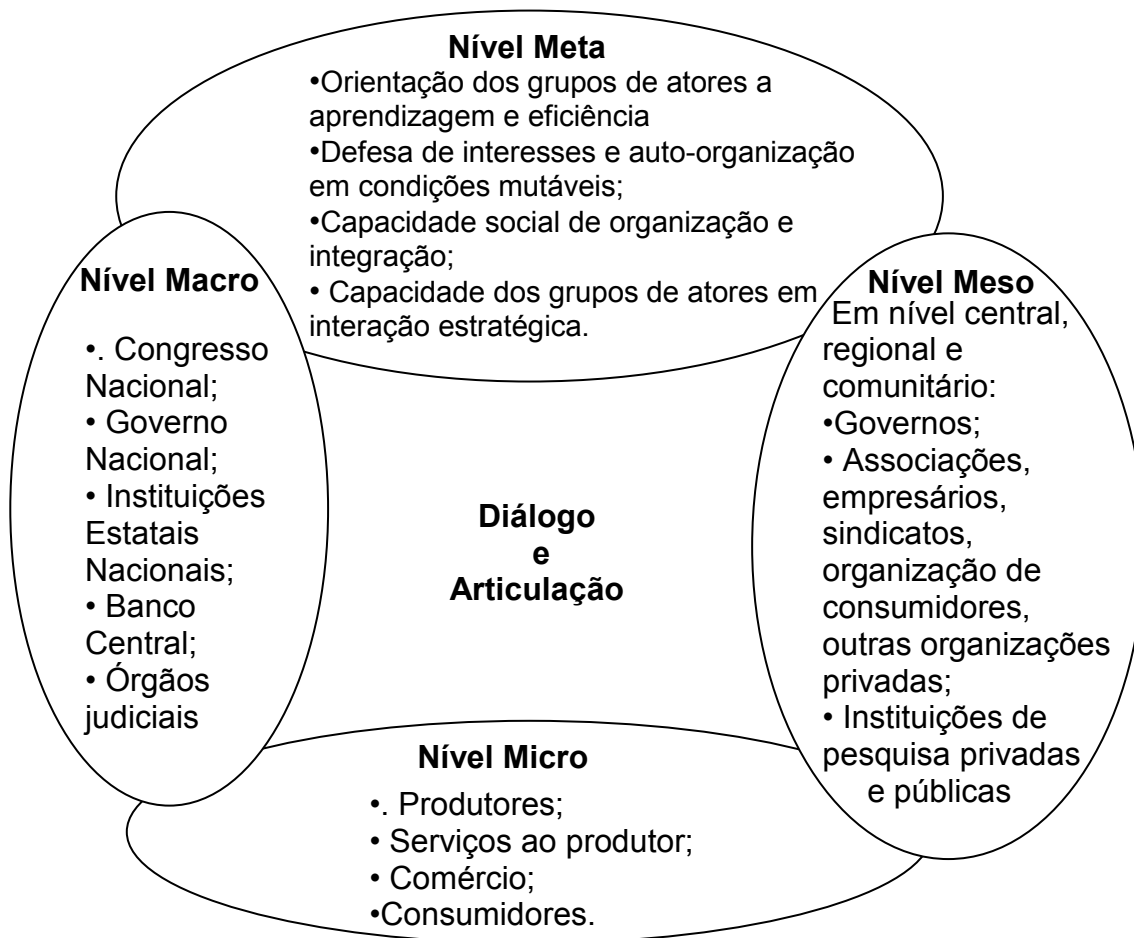 Nível Meta
•Orientação dos grupos de atores a
aprendizagem e eficiência
•Defesa de interesses e auto-organização
em condições mutáveis;
•Capacidade social de organização e
integração;
• Capacidade dos grupos de atores em
interação estratégica.
Nível Macro
•. Congresso
Nacional;
• Governo
Nacional;
• Instituições
Estatais
Nacionais;
• Banco
Central;
• Órgãos
judiciais
Diálogo
e
Articulação
Nível Meso
Em nível central,
regional e
comunitário:
•Governos;
• Associações,
empresários,
sindicatos,
organização de
consumidores,
outras organizações
privadas;
• Instituições de
pesquisa privadas
e públicas
Nível Micro
•. Produtores;
• Serviços ao produtor;
• Comércio;
•Consumidores.